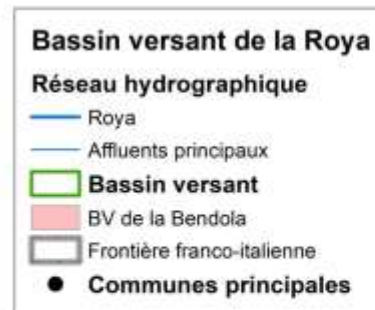 Bassin versant de la Roya
Réseau hydrographique
Roya
Affluents principaux
Bassin versant
BV de la Bendola
Frontière franco-italienne
Communes principales